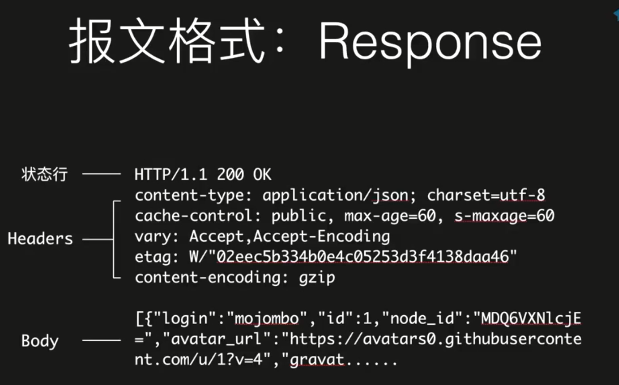 报文格式：Response
状态行 HTTP/1.1 200 OK
content-type: application/json; charset=utf-8
cache-control: public, max-age=60, s-maxage=60
Headers vary: Accept,Accept-Encoding
etag: W/"02eec5b334b0e4c05253d3f4138daa46"
content-encoding: gzip
[{"login":"mojombo","id":1,"node_id":"MDQ6VXNlcjE
Body =","avatar_url":"https://avatars0.githubuserconte
nt.com/u/1?v=4","gravat......